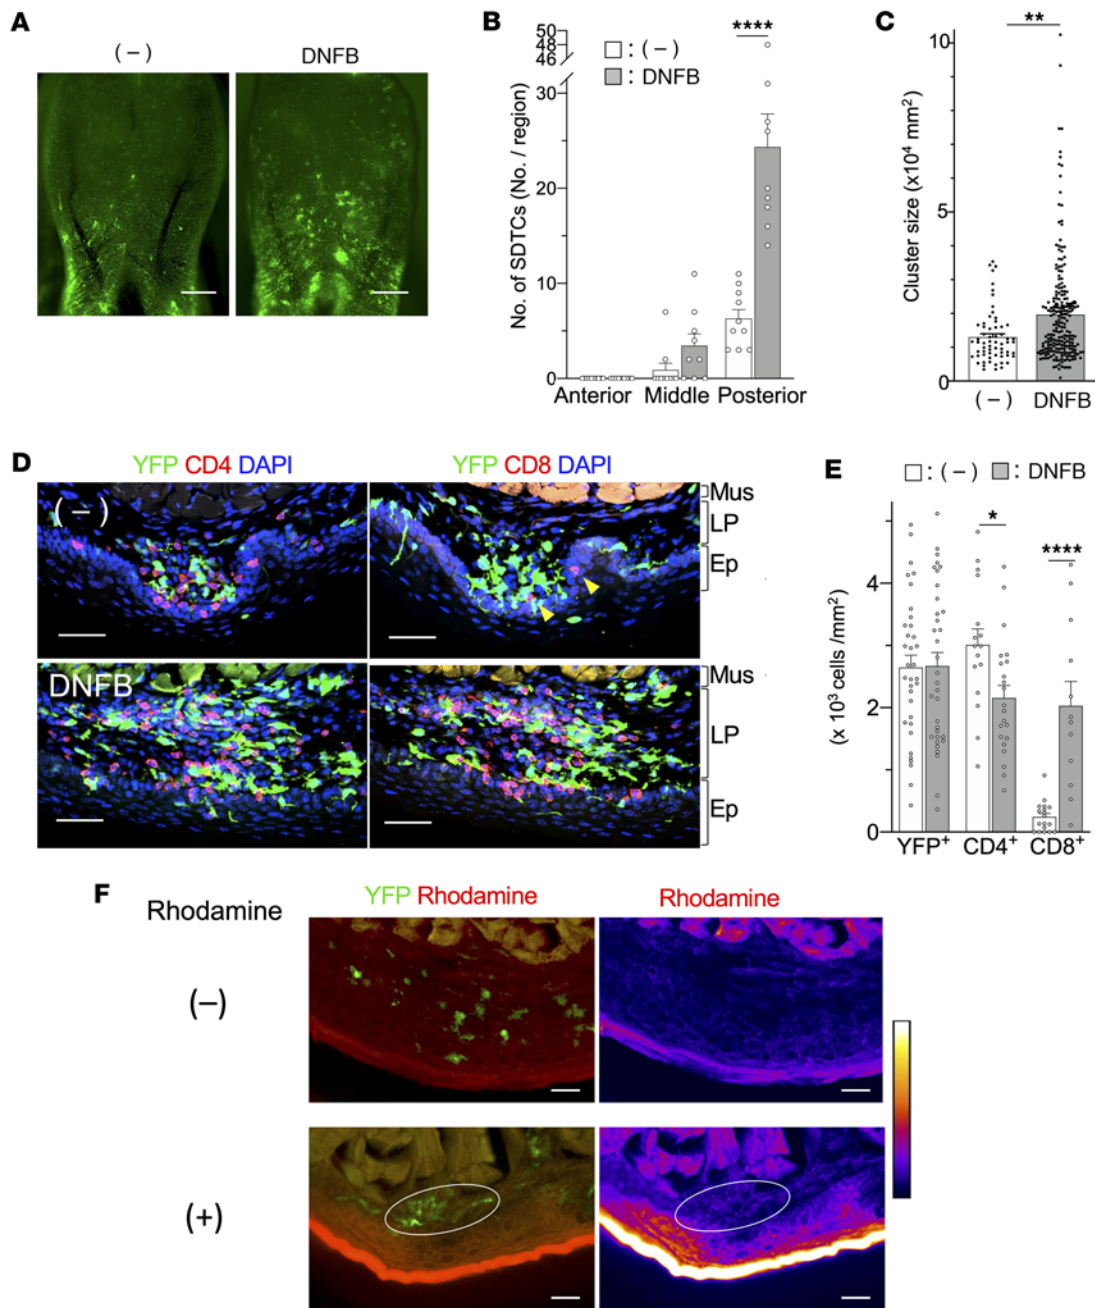 A
(−)
DNFB
B
No. of SDTCs (No. / region)
50
48
46
30
20
10
0
: (−)
: DNFB
****
Anterior
Middle
Posterior
C
**
Cluster size (x10⁴ mm²)
10
5
0
(−)
DNFB
D
YFP CD4 DAPI
YFP CD8 DAPI
(−)
Mus
LP
Ep
DNFB
Mus
LP
Ep
E
: (−) : DNFB
(x 10³ cells /mm²)
4
2
0
*
****
YFP⁺
CD4⁺
CD8⁺
F
Rhodamine
YFP Rhodamine
Rhodamine
(−)
(+)